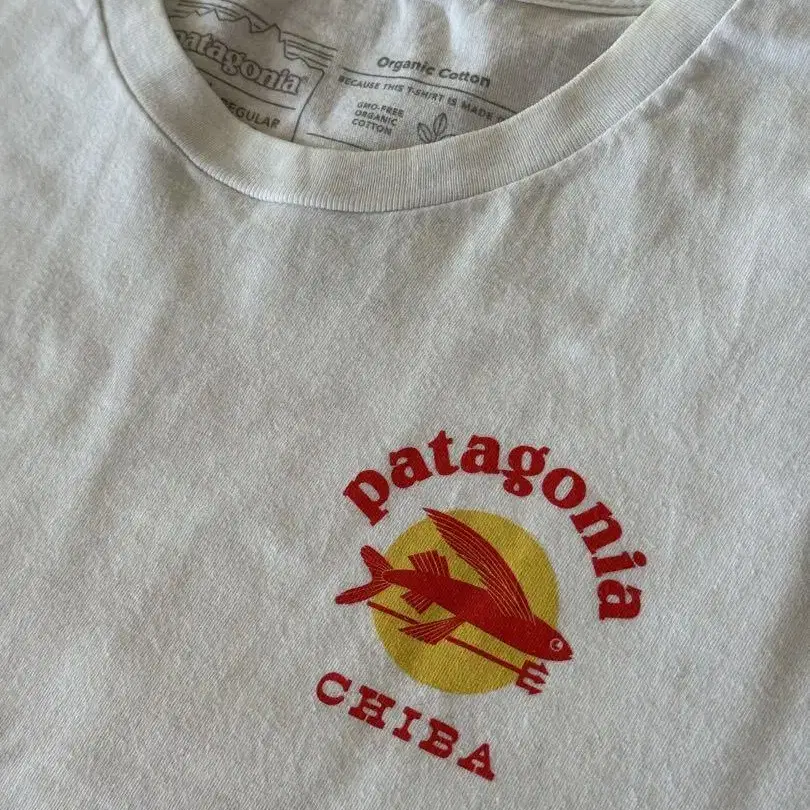 patagonia
REGULAR
Organic Cotton
BECAUSE THIS T-SHIRT IS MADE
GMO-FREE
ORGANIC
COTTON
patagonia
CHIBA